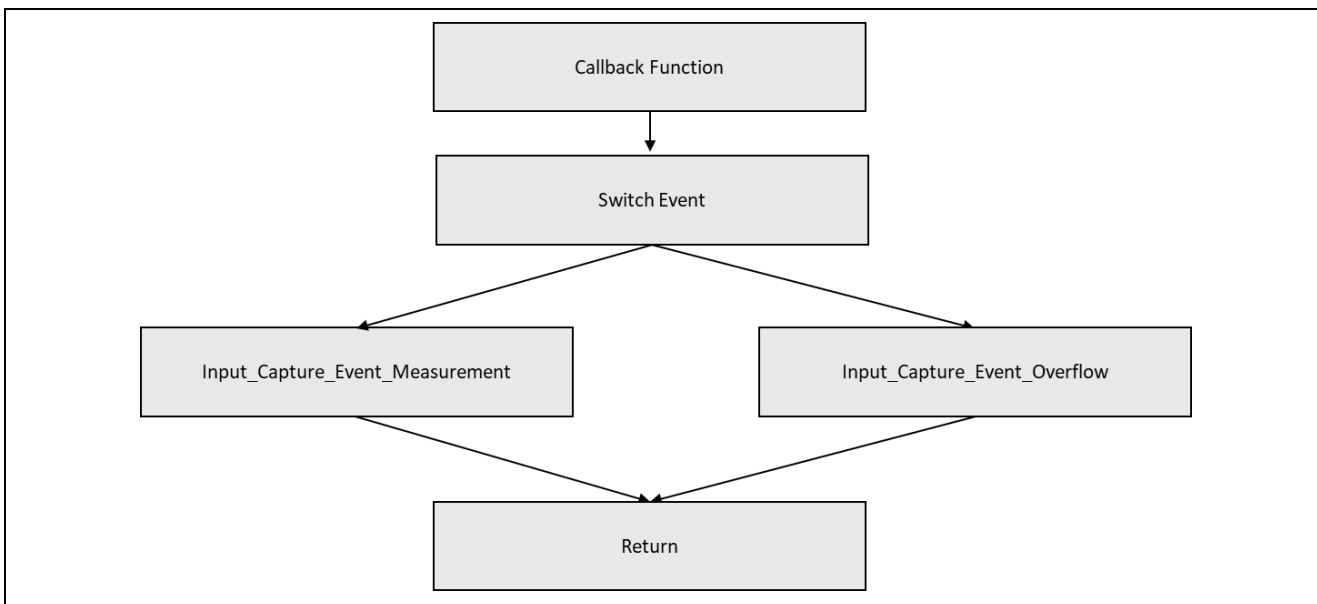 Callback Function
Switch Event
Input_Capture_Event_Measurement
Input_Capture_Event_Overflow
Return